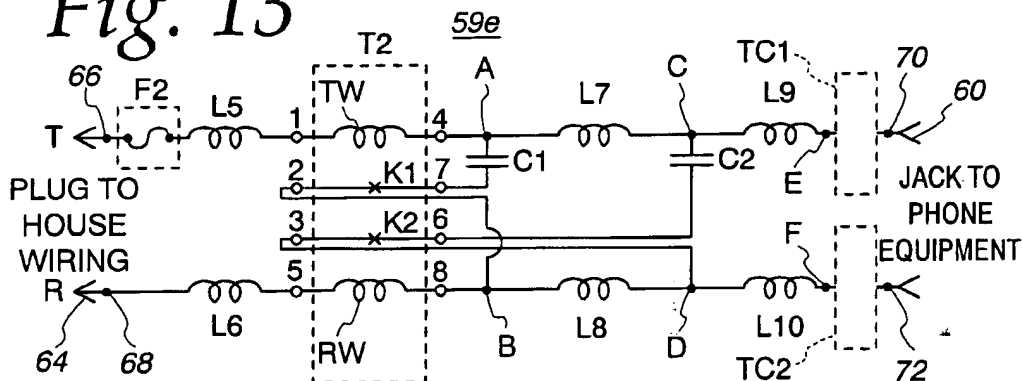 Fig. 13
59e
T2
A
C
TC1
70
66
F2
L5
1
TW
4
L7
L9
60
T
C1
C2
E
2
K1
7
PLUG TO
HOUSE
WIRING
3
K2
6
F
JACK TO
PHONE
EQUIPMENT
R
5
8
L6
RW
B
L8
D
L10
64
68
TC2
72